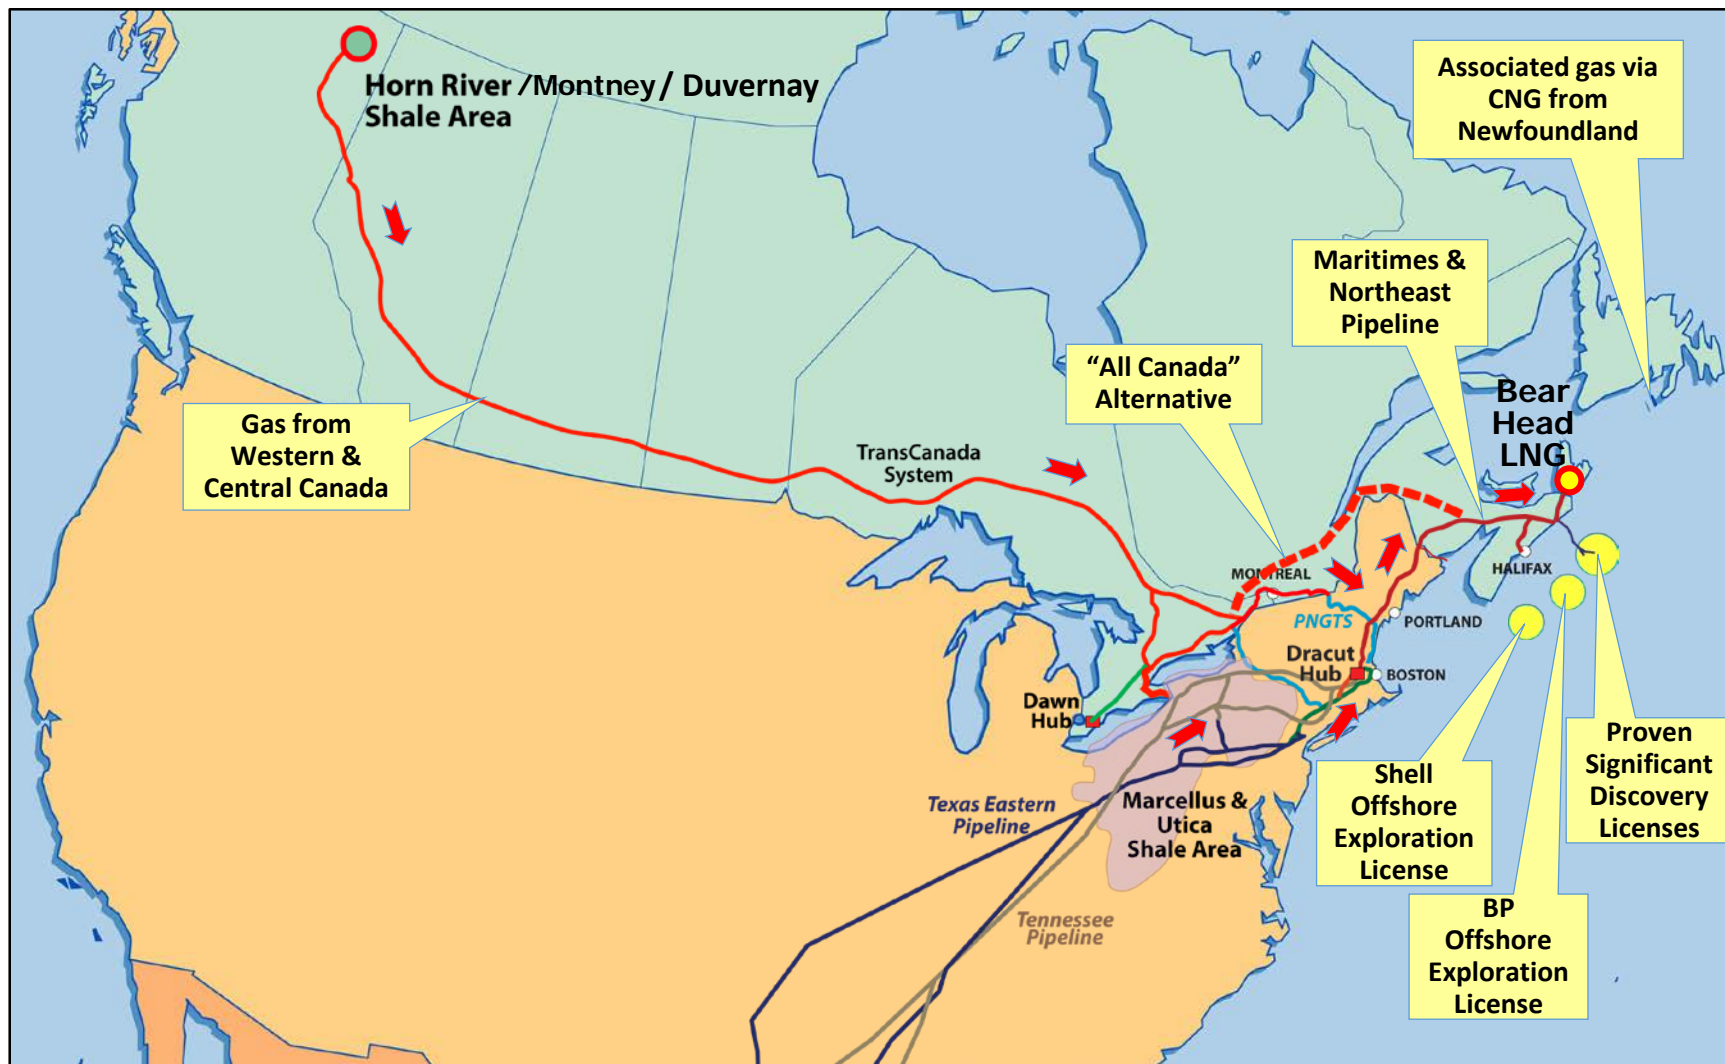 Horn River /Montney/ Duvernay
Shale Area
Associated gas via
CNG from
Newfoundland
Maritimes &
Northeast
Pipeline
“All Canada”
Alternative
Bear
Head
LNG
Gas from
Western &
Central Canada
TransCanada
System
MONTREAL
HALIFAX
PNGTS
PORTLAND
Dracut
Hub
BOSTON
Dawn
Hub
Texas Eastern
Pipeline
Marcellus &
Utica
Shale Area
Tennessee
Pipeline
Shell
Offshore
Exploration
License
Proven
Significant
Discovery
Licenses
BP
Offshore
Exploration
License